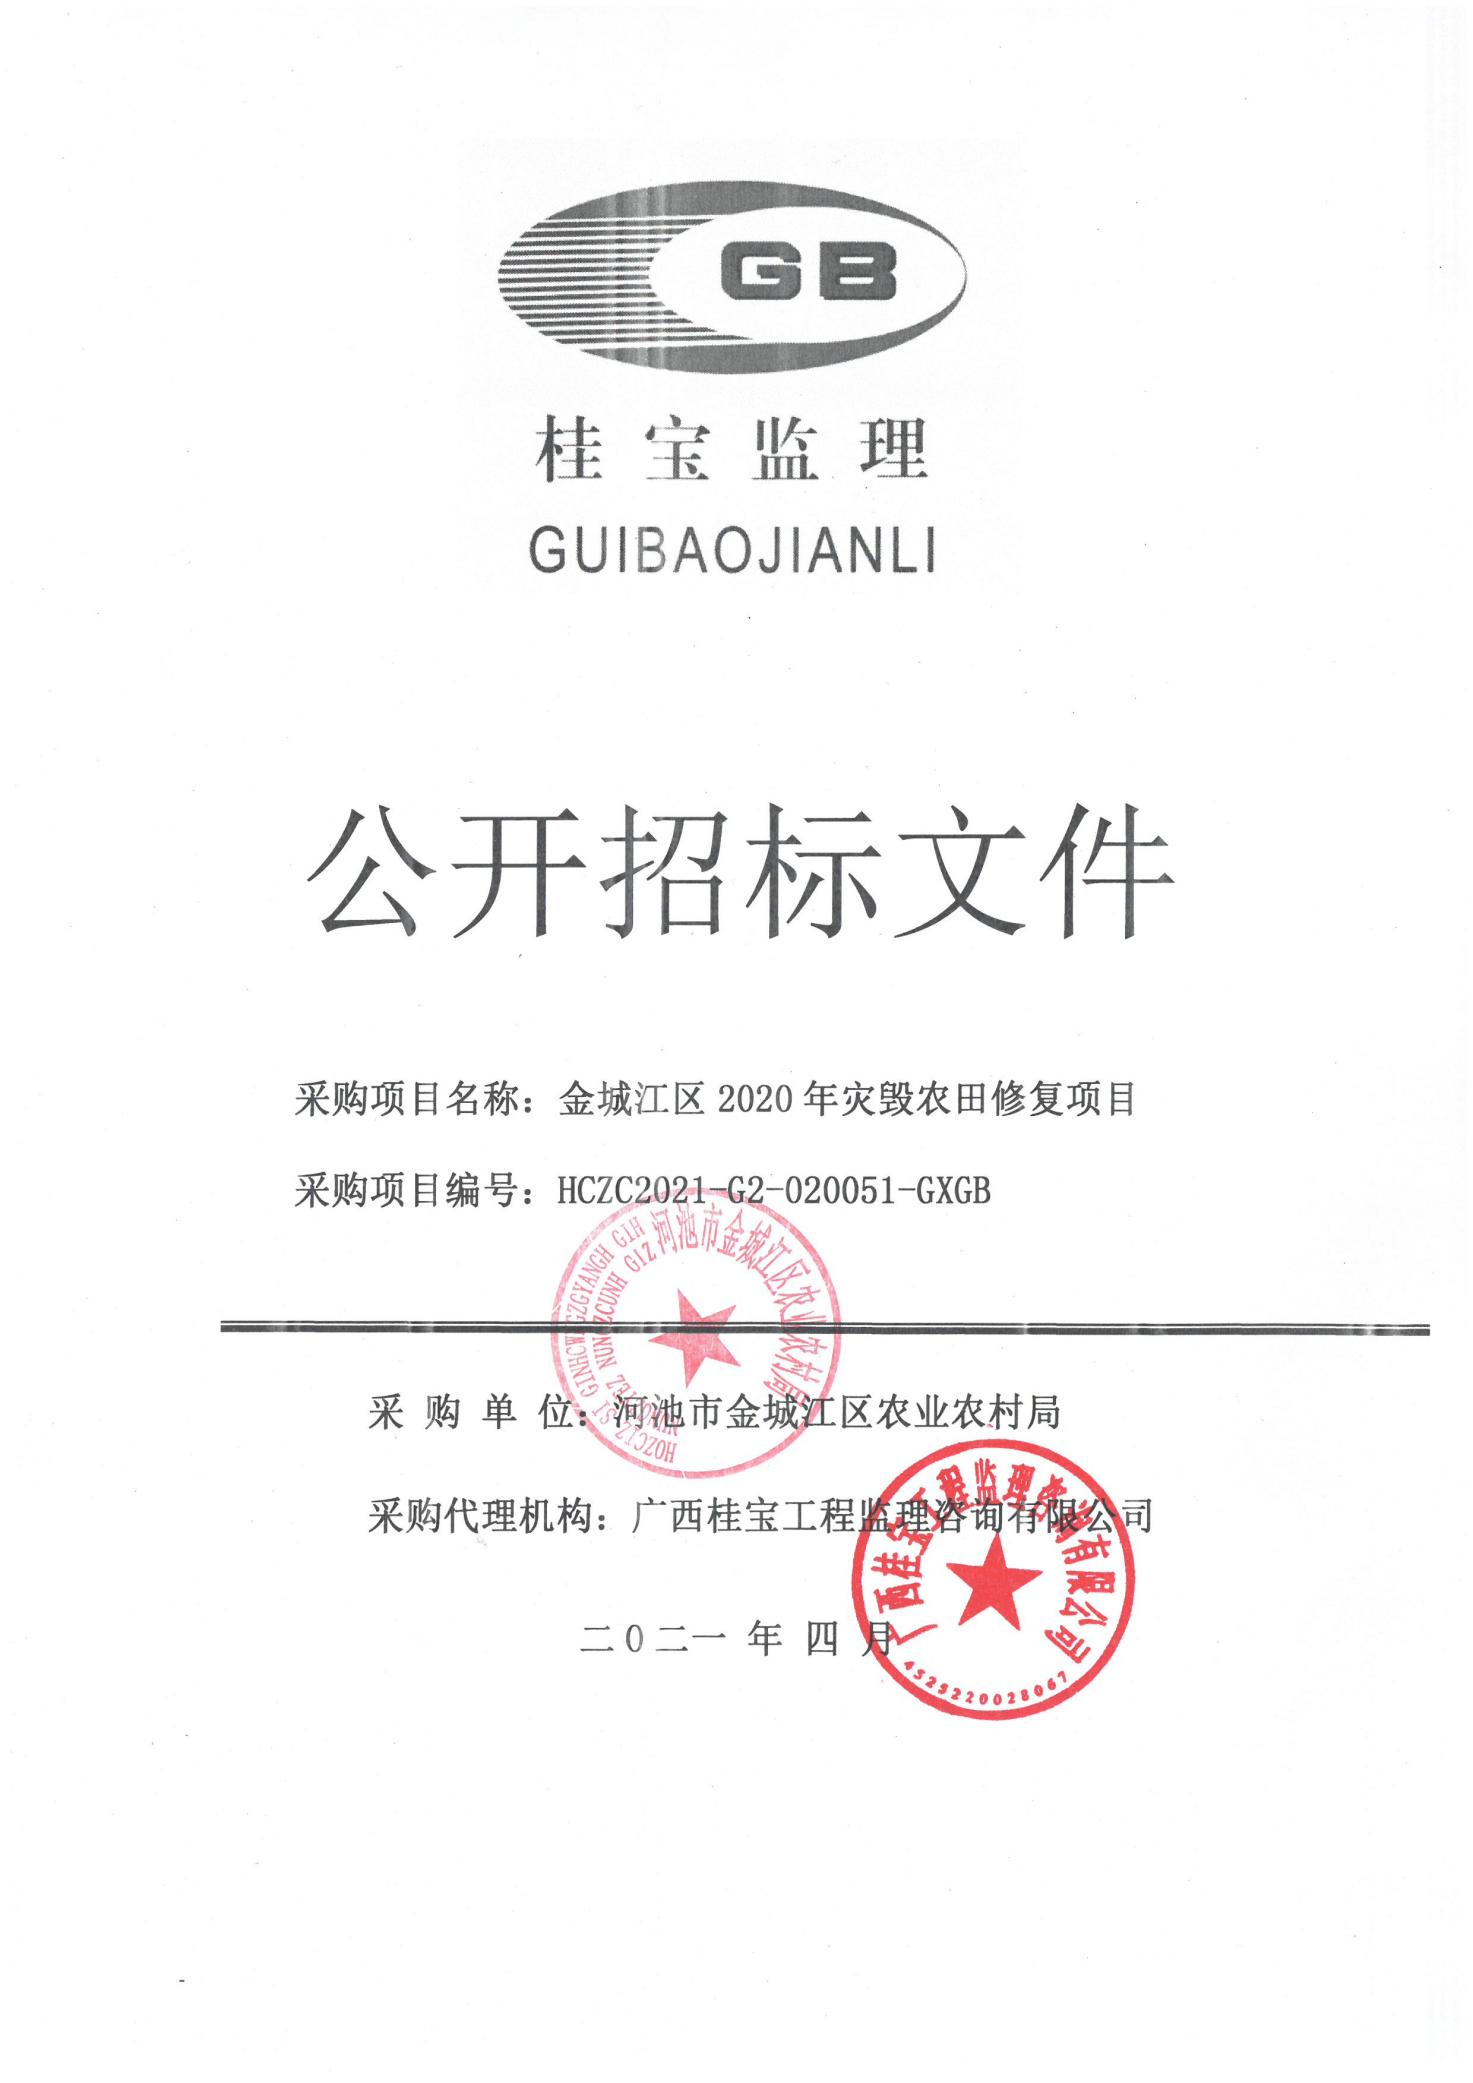 GB
桂宝监理
GUIBAOJIANLI
公开招标文件
采购项目名称：金城江区 2020 年灾毁农田修复项目
采购项目编号：HCZC2021-G2-020051-GXGB
河池市金城江区农业农村局
采 购 单 位：河池市金城江区农业农村局
采购代理机构：广西桂宝工程监理咨询有限公司
二0二一 年 四 月
广西桂宝工程监理咨询有限公司
4525220028067